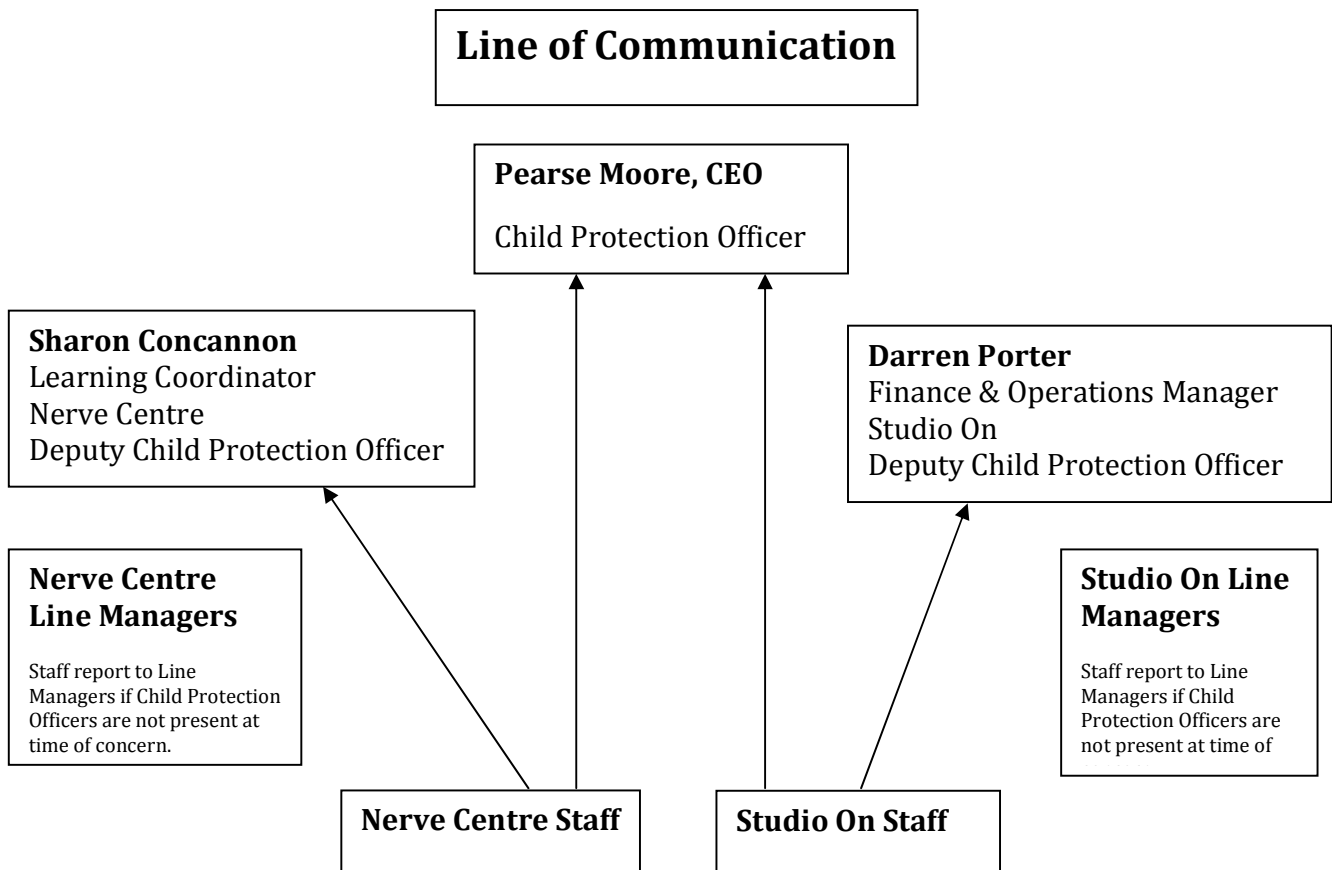 Line of Communication
Pearse Moore, CEO
Child Protection Officer
Sharon Concannon
Learning Coordinator
Nerve Centre
Deputy Child Protection Officer
Darren Porter
Finance & Operations Manager
Studio On
Deputy Child Protection Officer
Nerve Centre
Line Managers
Staff report to Line
Managers if Child Protection
Officers are not present at
time of concern.
Studio On Line
Managers
Staff report to Line
Managers if Child
Protection Officers are
not present at time of
Nerve Centre Staff
Studio On Staff